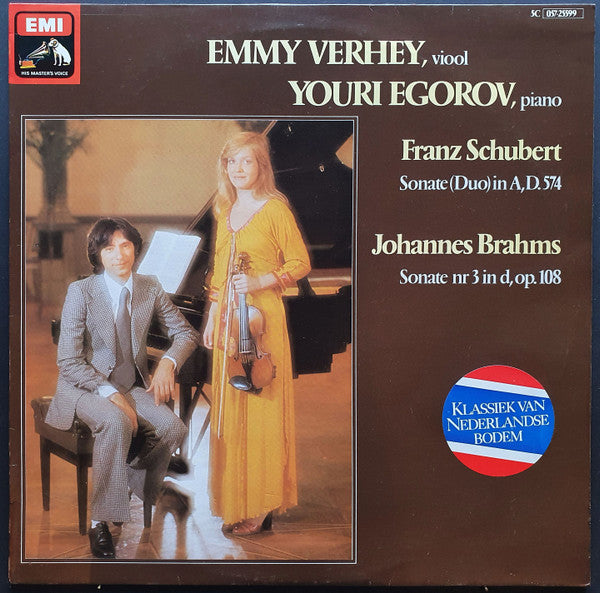 EMI
HIS MASTER'S VOICE
5C 057-25599
EMMY VERHEY, viool
YOURI EGOROV, piano
Franz Schubert
Sonate (Duo) in A, D. 574
Johannes Brahms
Sonate nr 3 in d, op. 108
KLASSIEK VAN
NEDERLANDSE
BODEM